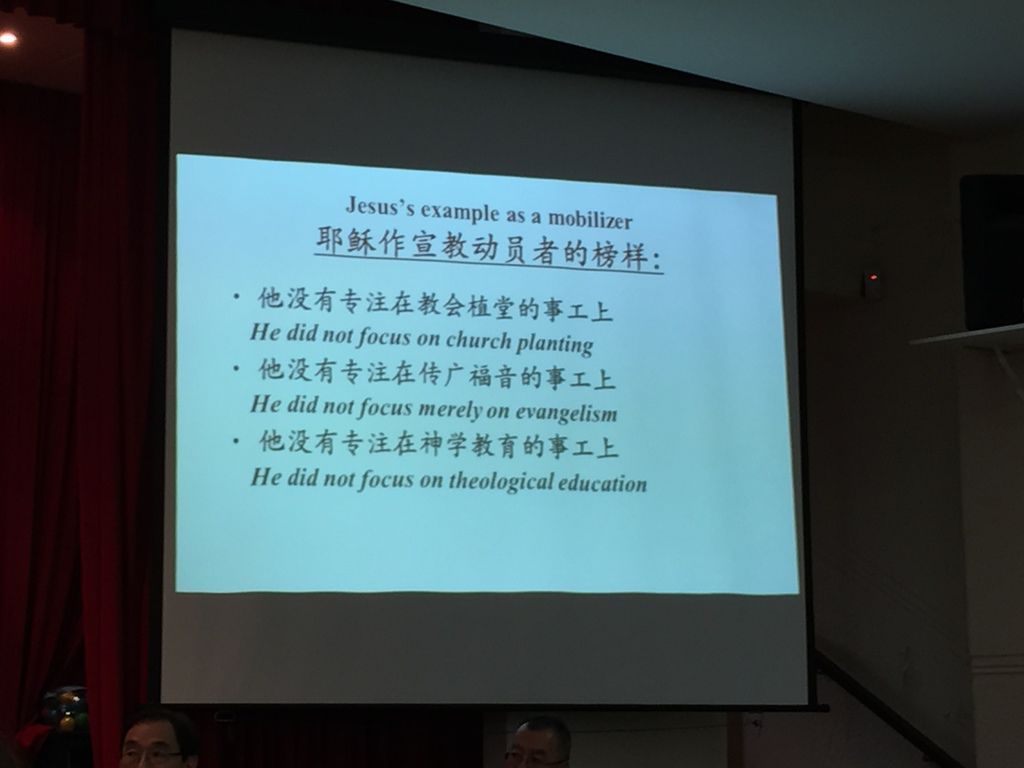 Jesus's example as a mobilizer
耶稣作宣教动员者的榜样：
· 他没有专注在教会植堂的事工上
He did not focus on church planting
· 他没有专注在传广福音的事工上
He did not focus merely on evangelism
· 他没有专注在神学教育的事工上
He did not focus on theological education